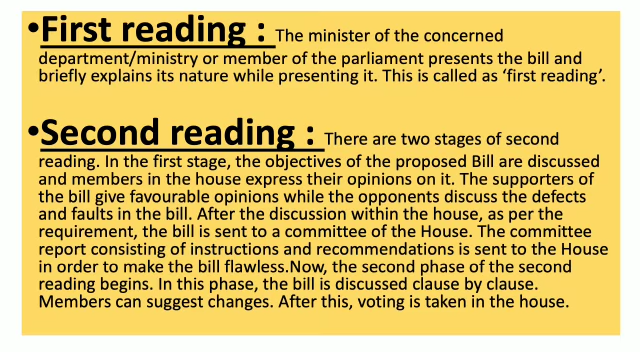 •First reading : The minister of the concerned
department/ministry or member of the parliament presents the bill and
briefly explains its nature while presenting it. This is called as ‘first reading’.
•Second reading : There are two stages of second
reading. In the first stage, the objectives of the proposed Bill are discussed
and members in the house express their opinions on it. The supporters of
the bill give favourable opinions while the opponents discuss the defects
and faults in the bill. After the discussion within the house, as per the
requirement, the bill is sent to a committee of the House. The committee
report consisting of instructions and recommendations is sent to the House
in order to make the bill flawless.Now, the second phase of the second
reading begins. In this phase, the bill is discussed clause by clause.
Members can suggest changes. After this, voting is taken in the house.